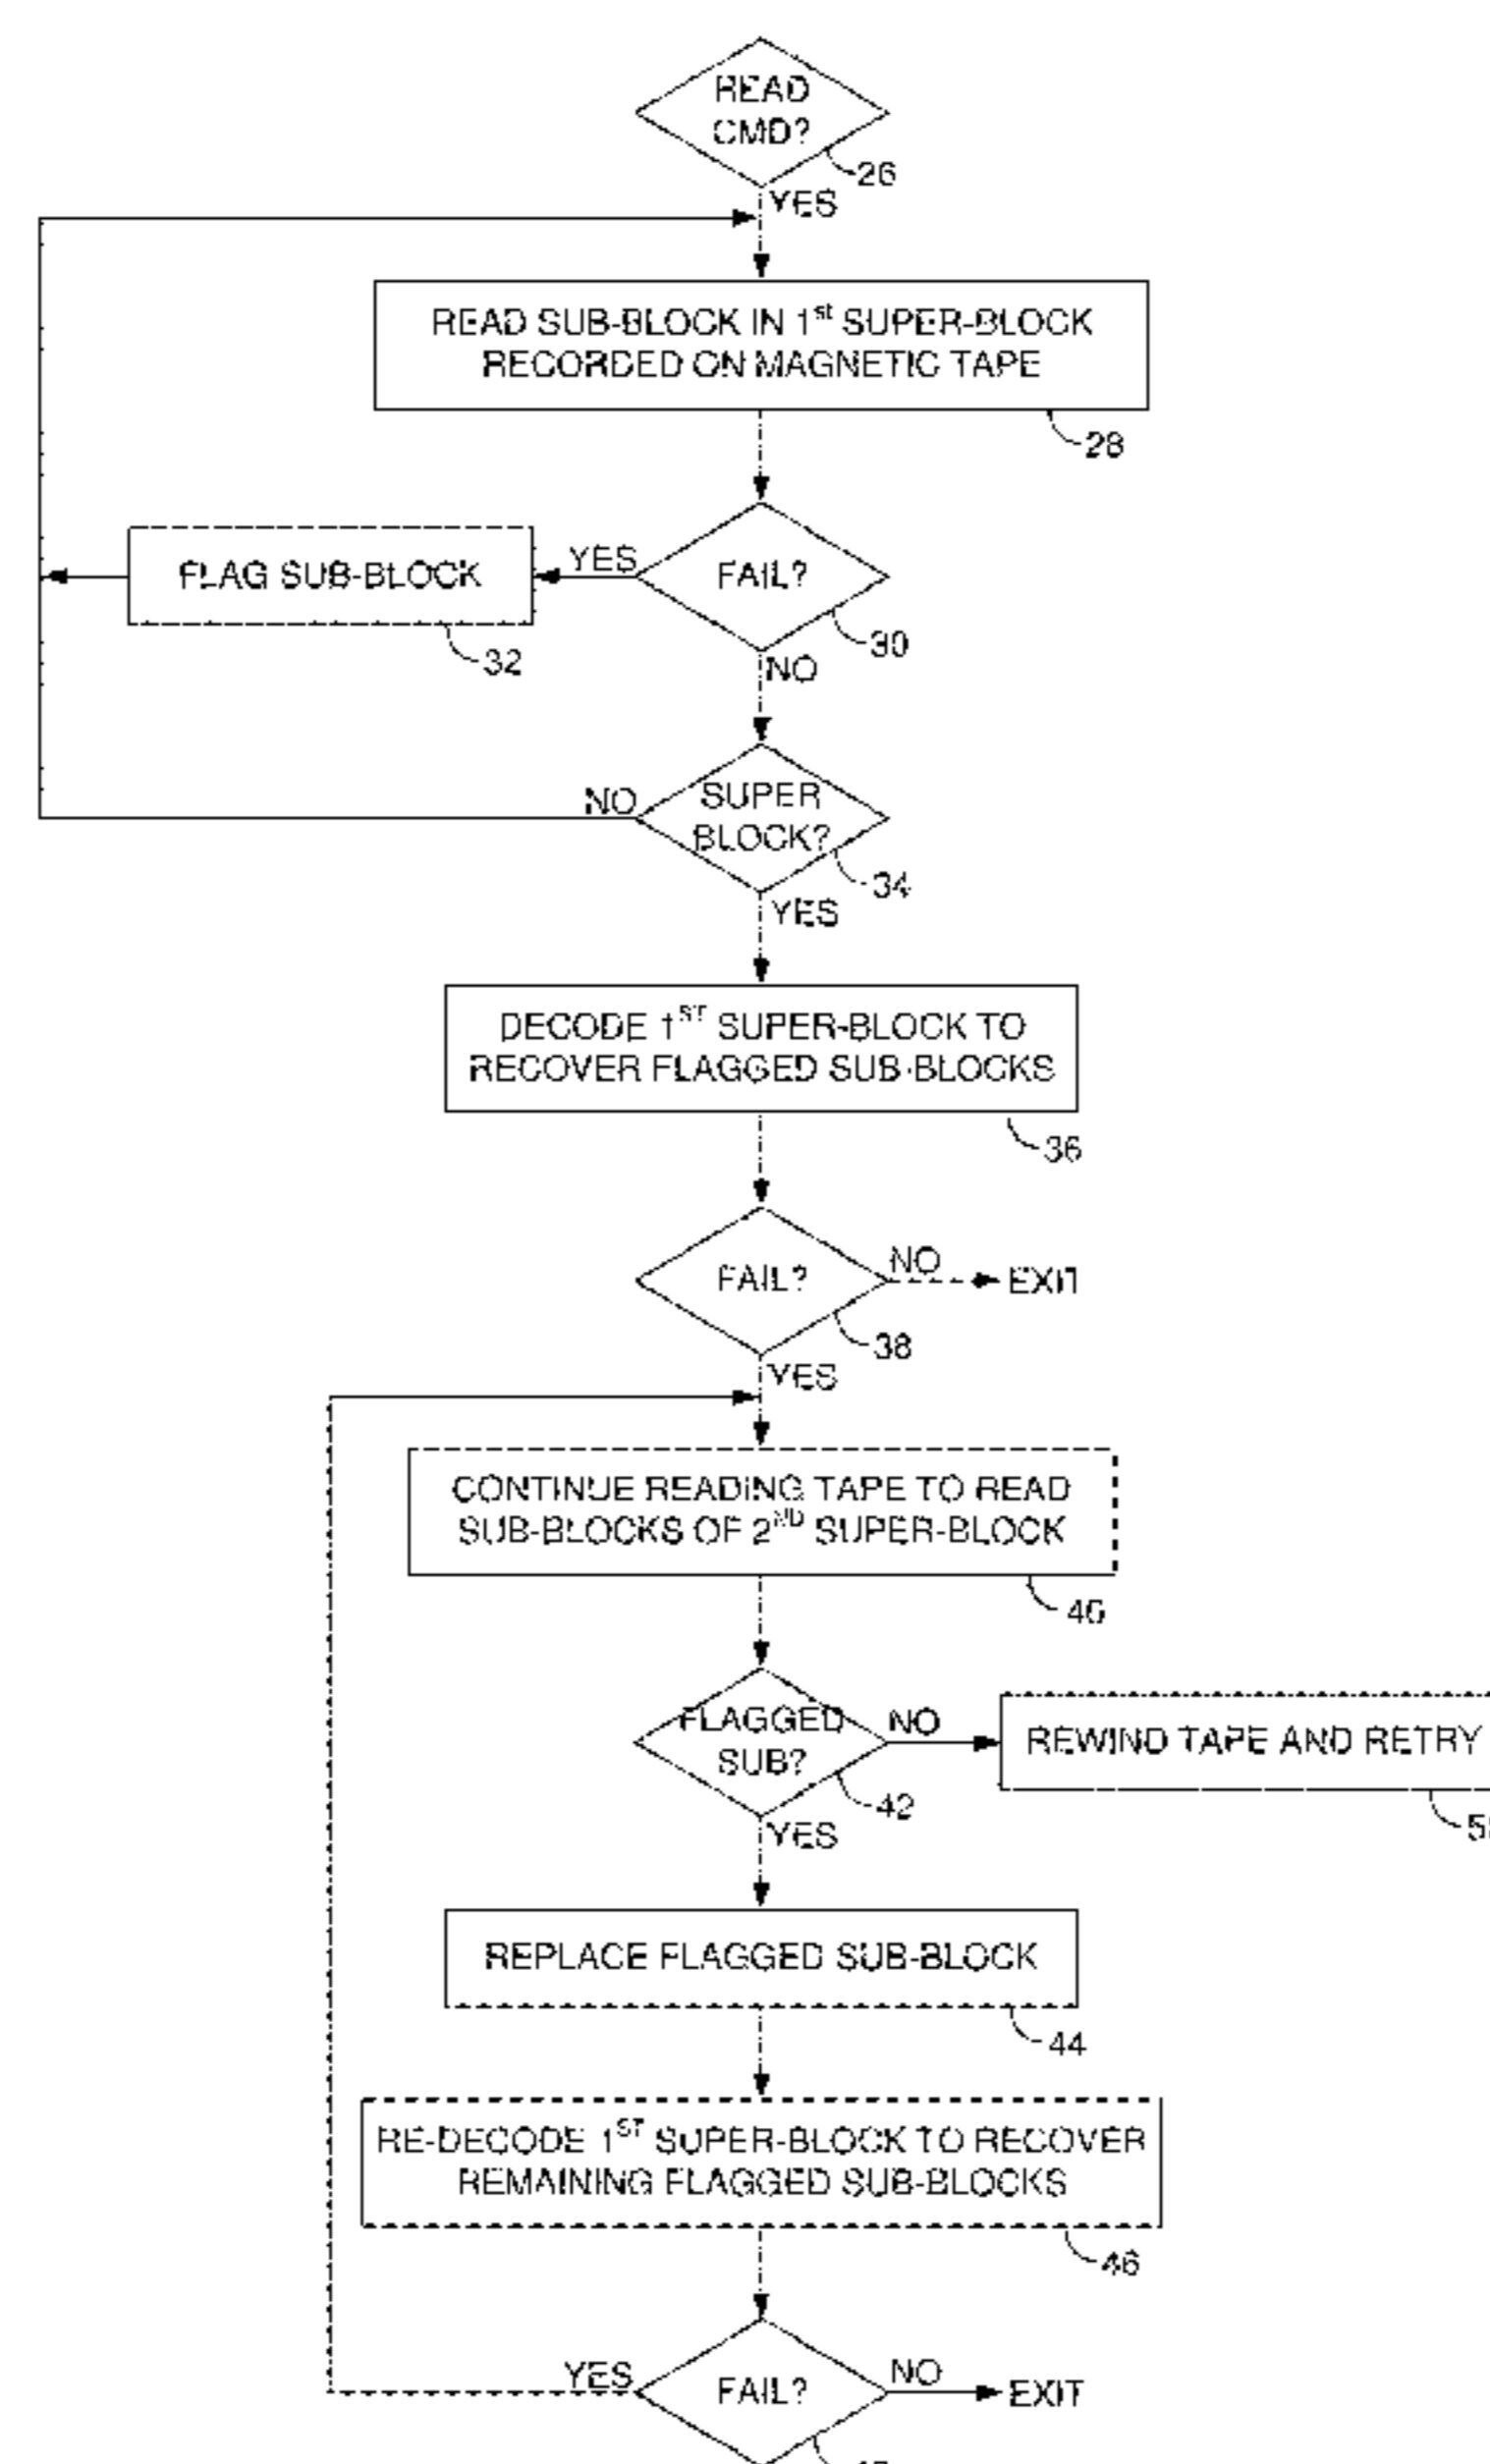 READ
CMD?
26
YES
READ SUB-BLOCK IN 1st SUPER-BLOCK
RECORDED ON MAGNETIC TAPE
28
FLAG SUB-BLOCK
YES
FAIL?
32
30
NO
NO
SUPER
BLOCK?
34
YES
DECODE 1ST SUPER-BLOCK TO
RECOVER FLAGGED SUB-BLOCKS
36
FAIL?
NO
EXIT
38
YES
CONTINUE READING TAPE TO READ
SUB-BLOCKS OF 2ND SUPER-BLOCK
40
FLAGGED
SUB?
NO
REWIND TAPE AND RETRY
42
YES
REPLACE FLAGGED SUB-BLOCK
44
RE-DECODE 1ST SUPER-BLOCK TO RECOVER
REMAINING FLAGGED SUB-BLOCKS
46
YES
FAIL?
NO
EXIT